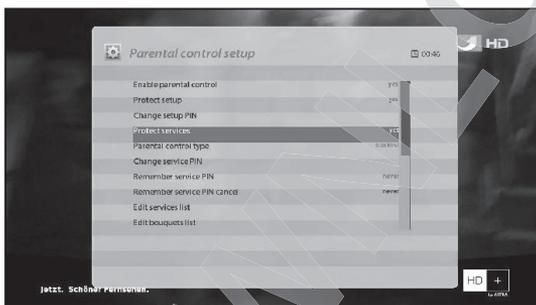 Parental control setup 00:46
HD
Enable parental control yes
Protect setup yes
Change setup PIN
Protect services yes
Parental control type
Change service PIN
Remember service PIN never
Remember service PIN cancel never
Edit services list
Edit bouquets list
Jetzt. Schöner Fernsehen.
HD +
by ASTRA